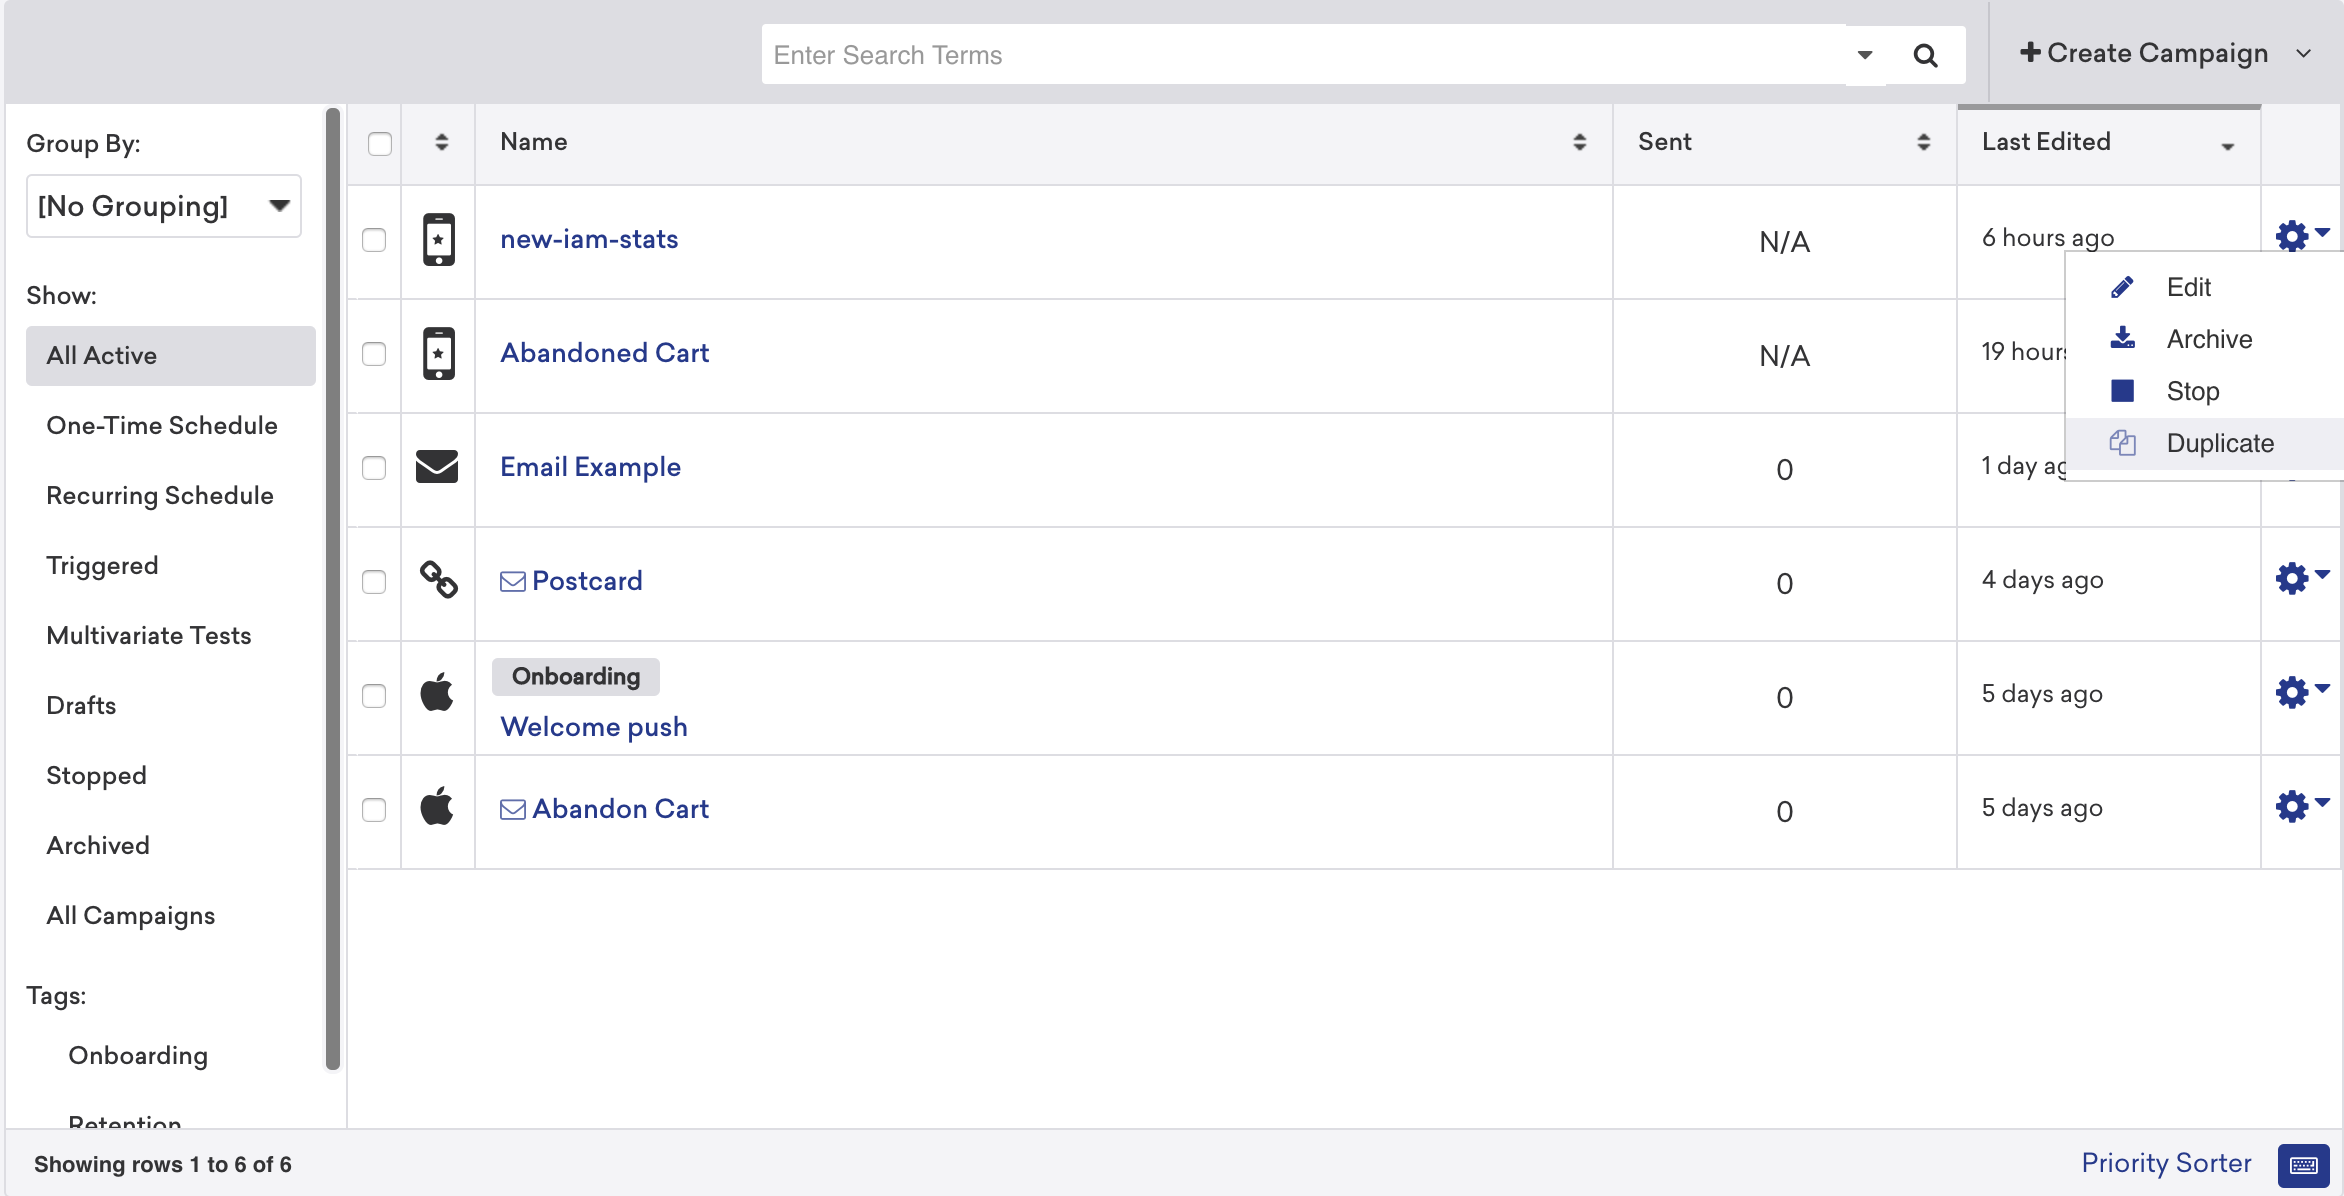 Enter Search Terms
Create Campaign
Group By:
[No Grouping]
Show:
All Active
One-Time Schedule
Recurring Schedule
Triggered
Multivariate Tests
Drafts
Stopped
Archived
All Campaigns
Tags:
Onboarding
Retention
Name Sent Last Edited
new-iam-stats N/A 6 hours ago
Abandoned Cart N/A 19 hours
Email Example 0 1 day ag
Postcard 0 4 days ago
Onboarding
Welcome push 0 5 days ago
Abandon Cart 0 5 days ago
Edit
Archive
Stop
Duplicate
Showing rows 1 to 6 of 6
Priority Sorter